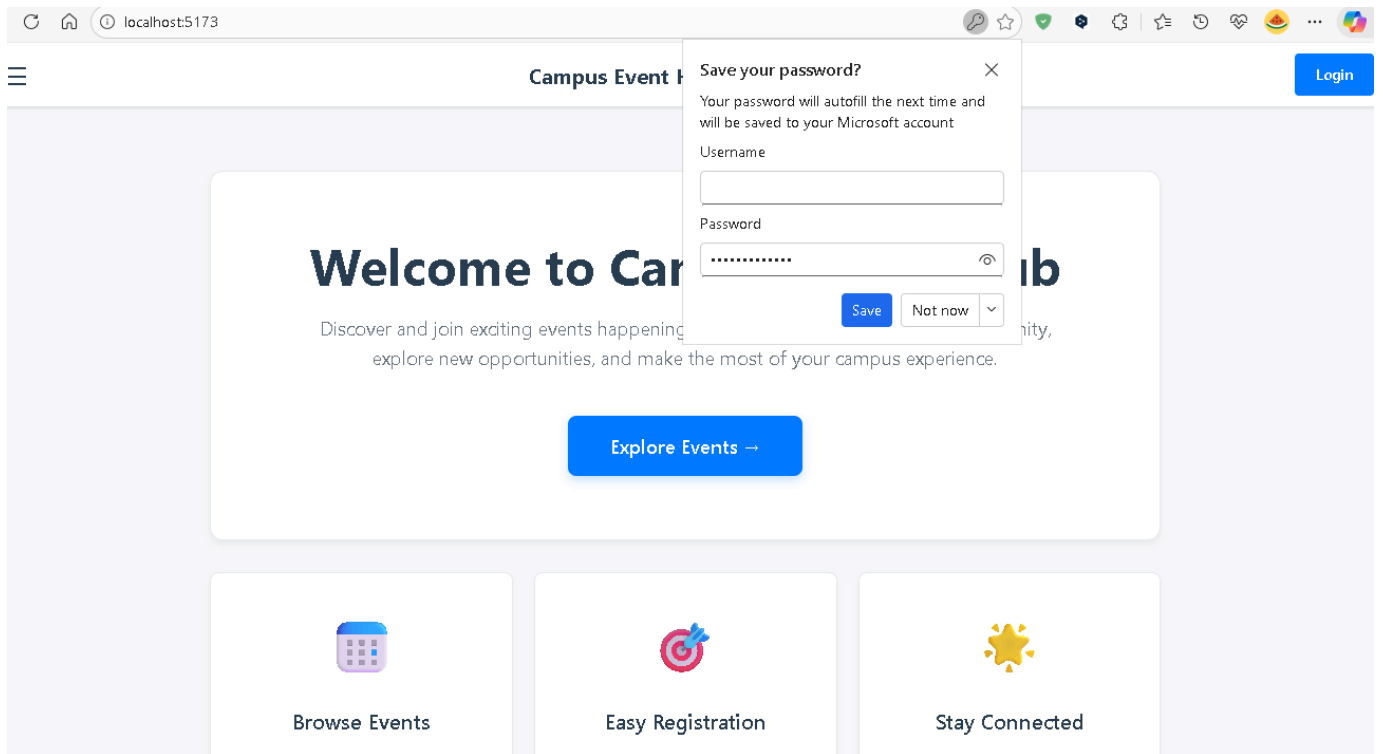 localhost:5173
Campus Event H
Login
Save your password?
Your password will autofill the next time and
will be saved to your Microsoft account
Username
Password
•••••••••••••
Save
Not now
Welcome to Ca
ub
Discover and join exciting events happening
nity,
explore new opportunities, and make the most of your campus experience.
Explore Events →
Browse Events
Easy Registration
Stay Connected